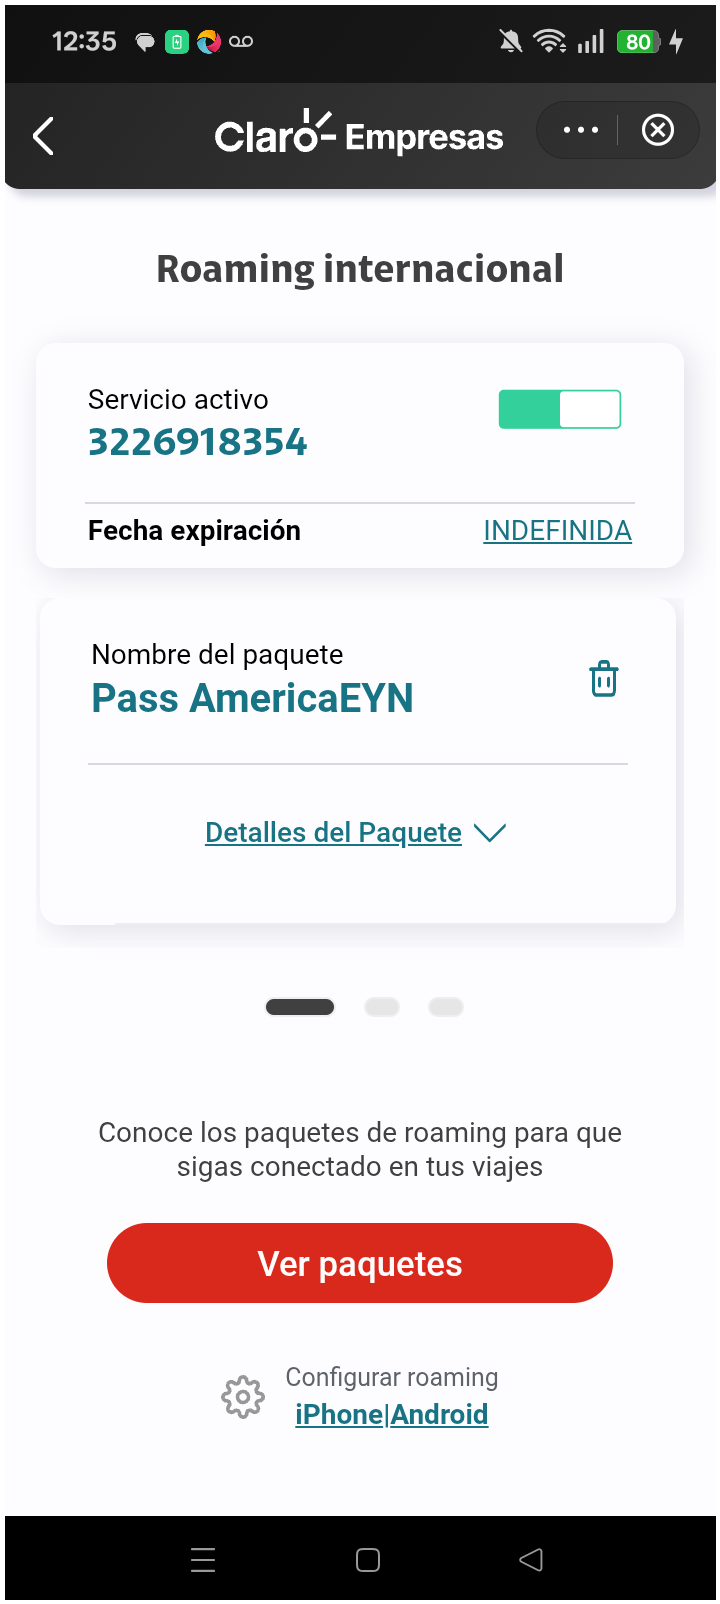 12:35
80
Claro- Empresas
Roaming internacional
Servicio activo
3226918354
Fecha expiración INDEFINIDA
Nombre del paquete
Pass AmericaEYN
Detalles del Paquete
Conoce los paquetes de roaming para que
sigas conectado en tus viajes
Ver paquetes
Configurar roaming
iPhone|Android